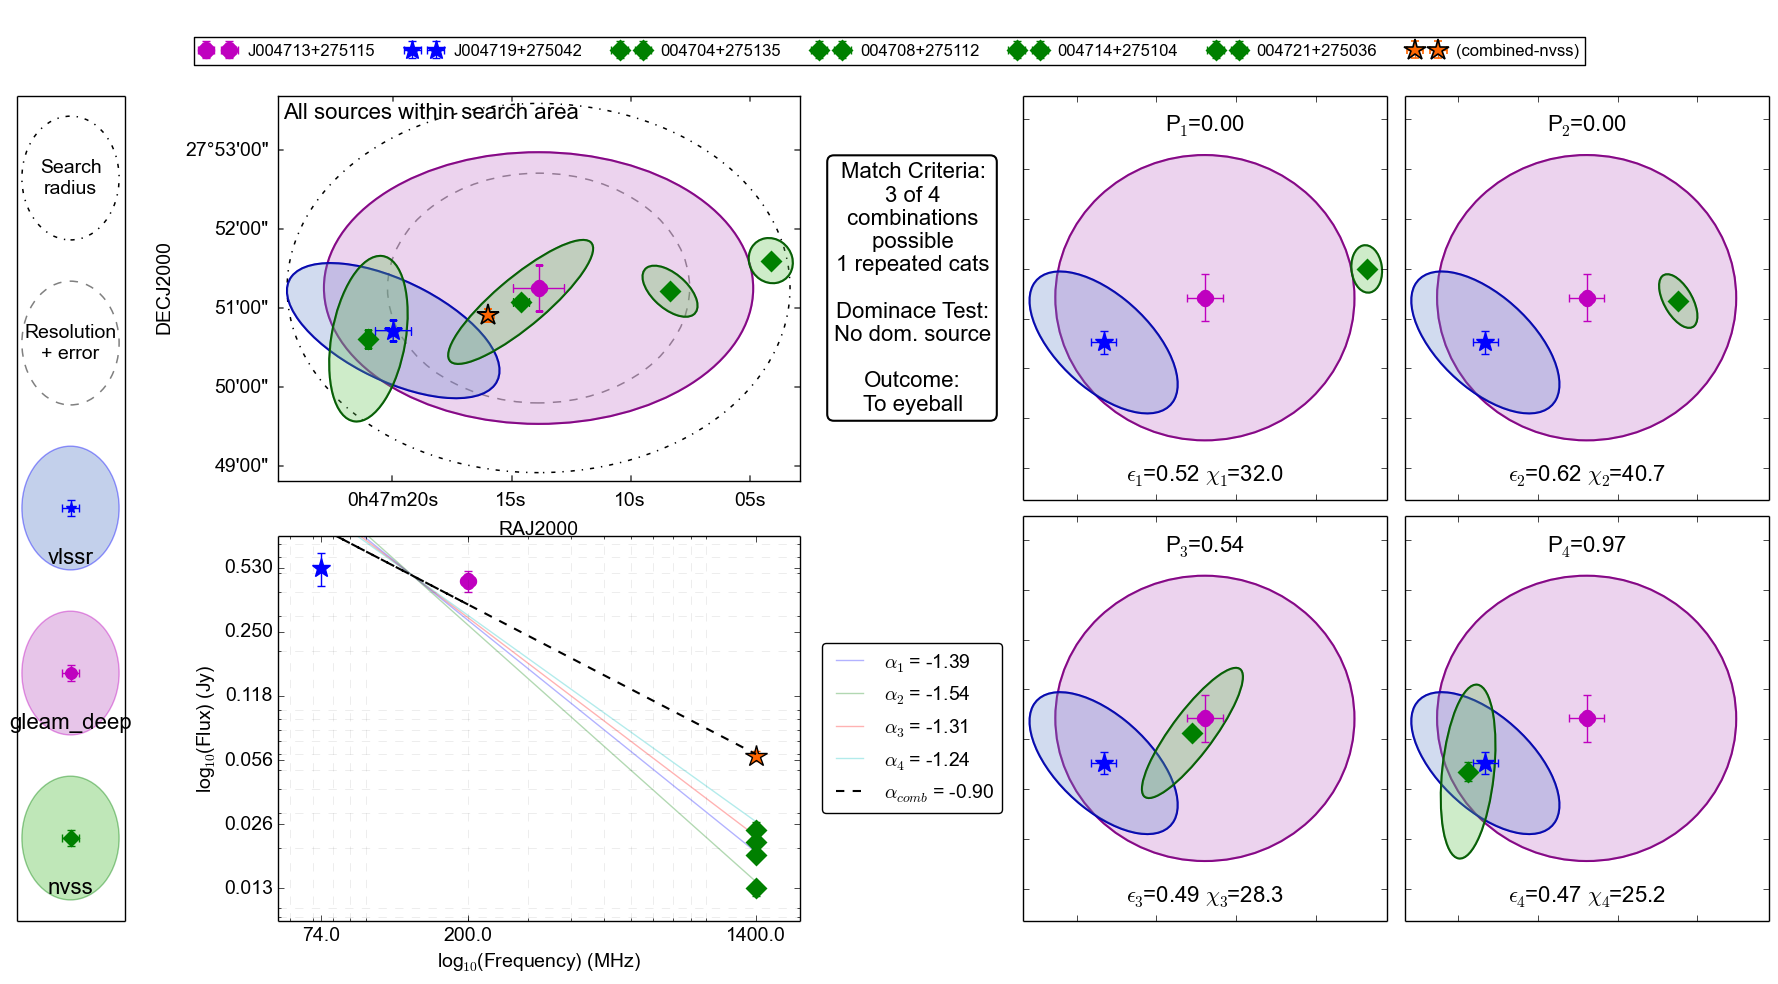 J004713+275115 J004719+275042 004704+275135 004708+275112 004714+275104 004721+275036 (combined-nvss)
Search
radius
Resolution
+ error
vlssr
gleam_deep
nvss
All sources within search area
DECJ2000
27°53'00"
52'00"
51'00"
50'00"
49'00"
0h47m20s 15s 10s 05s
RAJ2000
Match Criteria:
3 of 4
combinations
possible
1 repeated cats
Dominace Test:
No dom. source
Outcome:
To eyeball
P₁=0.00
ϵ₁=0.52 χ₁=32.0
P₂=0.00
ϵ₂=0.62 χ₂=40.7
log₁₀(Flux) (Jy)
0.530
0.250
0.118
0.056
0.026
0.013
74.0 200.0 1400.0
log₁₀(Frequency) (MHz)
α₁ = -1.39
α₂ = -1.54
α₃ = -1.31
α₄ = -1.24
α_comb = -0.90
P₃=0.54
ϵ₃=0.49 χ₃=28.3
P₄=0.97
ϵ₄=0.47 χ₄=25.2